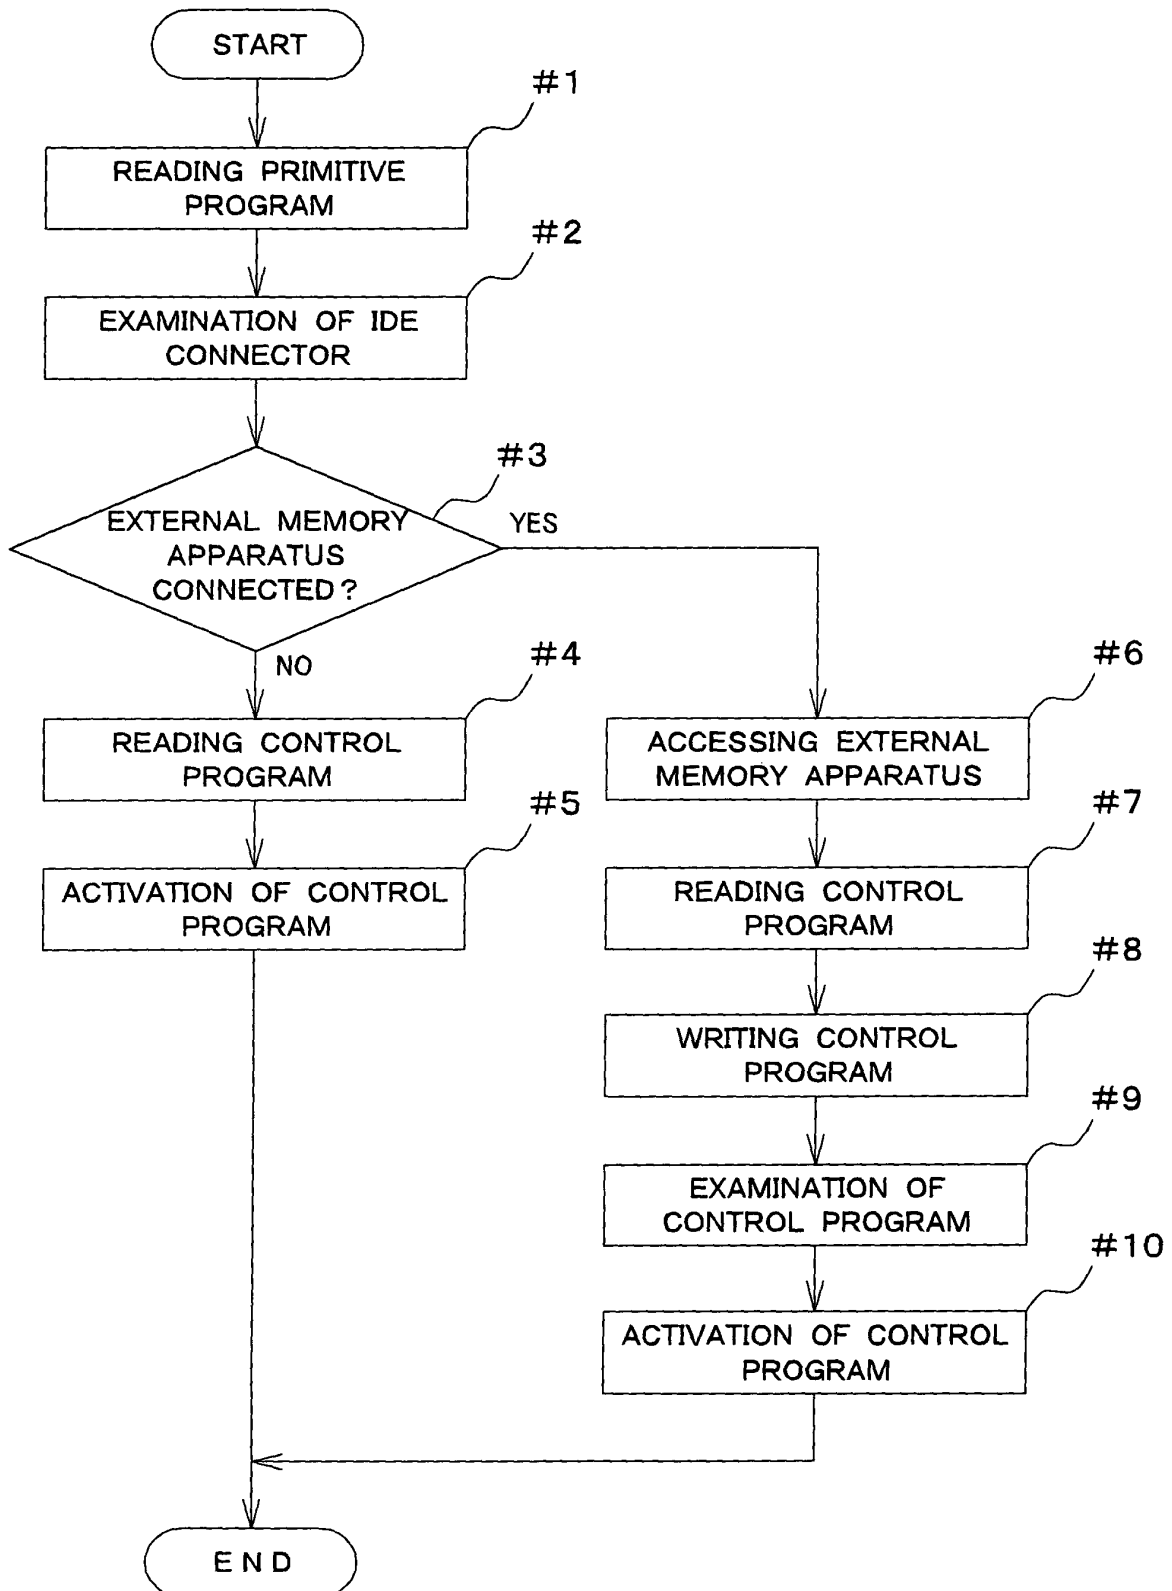 START
#1
READING PRIMITIVE
PROGRAM
#2
EXAMINATION OF IDE
CONNECTOR
#3
EXTERNAL MEMORY
APPARATUS
CONNECTED?
YES
NO
#4
READING CONTROL
PROGRAM
#5
ACTIVATION OF CONTROL
PROGRAM
#6
ACCESSING EXTERNAL
MEMORY APPARATUS
#7
READING CONTROL
PROGRAM
#8
WRITING CONTROL
PROGRAM
#9
EXAMINATION OF
CONTROL PROGRAM
#10
ACTIVATION OF CONTROL
PROGRAM
END